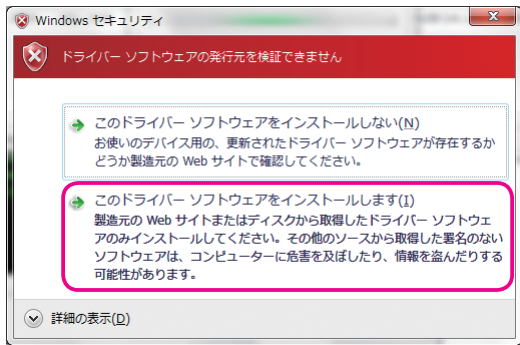 Windows セキュリティ
ドライバー ソフトウェアの発行元を検証できません
このドライバー ソフトウェアをインストールしない(N)
お使いのデバイス用の、更新されたドライバー ソフトウェアが存在するか
どうか製造元の Web サイトで確認してください。
このドライバー ソフトウェアをインストールします(I)
製造元の Web サイトまたはディスクから取得したドライバー ソフトウェ
アのみインストールしてください。その他のソースから取得した署名のない
ソフトウェアは、コンピューターに危害を及ぼしたり、情報を盗んだりする
可能性があります。
詳細の表示(D)